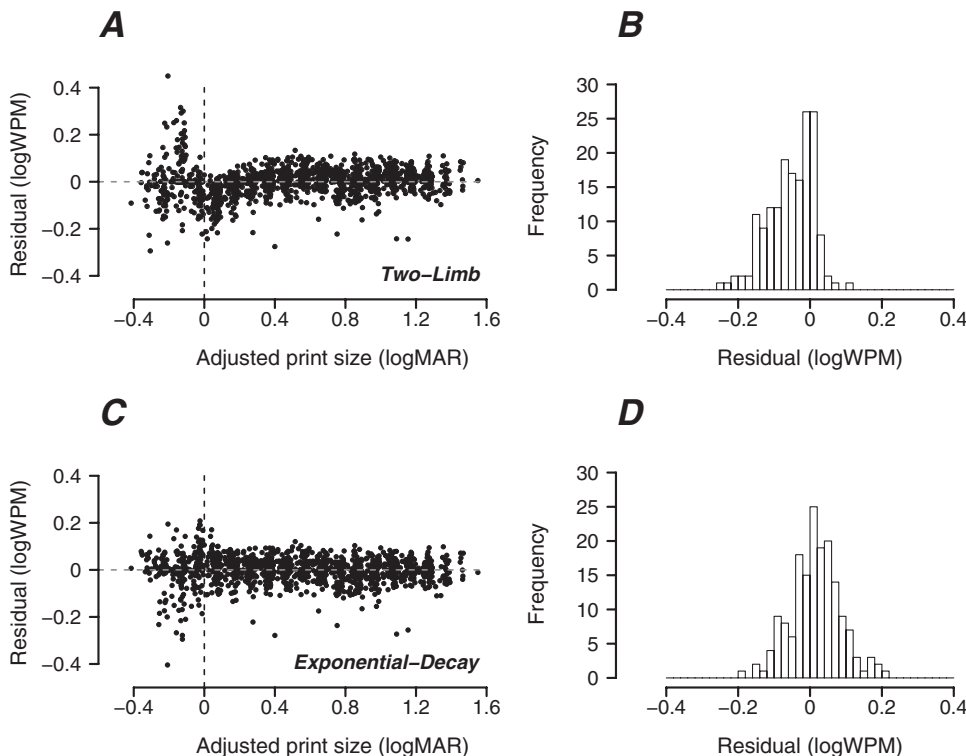 A
Residual (logWPM)
0.4
0.2
0
−0.2
−0.4
Two−Limb
−0.4 0 0.4 0.8 1.2 1.6
Adjusted print size (logMAR)
B
Frequency
30
25
20
15
10
5
0
−0.2 0.0 0.2 0.4
Residual (logWPM)
C
Residual (logWPM)
0.4
0.2
0
−0.2
−0.4
Exponential−Decay
−0.4 0 0.4 0.8 1.2 1.6
Adjusted print size (logMAR)
D
Frequency
30
25
20
15
10
5
0
−0.2 0.0 0.2 0.4
Residual (logWPM)